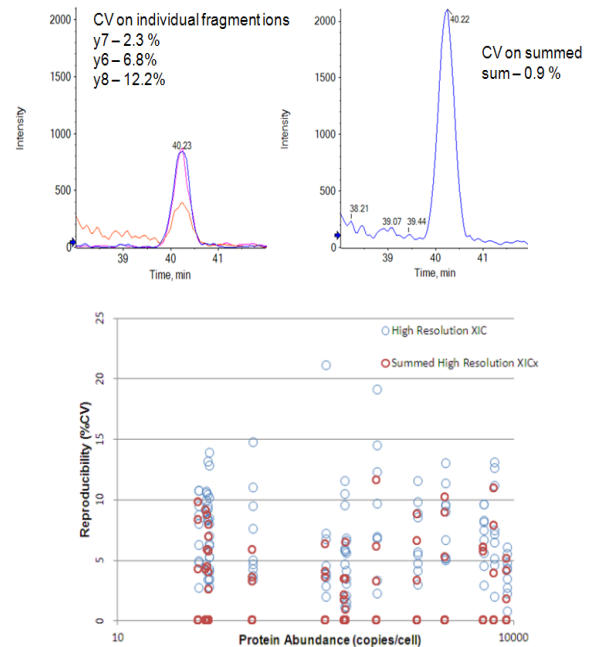 CV on individual fragment ions
y7 – 2.3 %
y6 – 6.8%
y8 – 12.2%
2000
1500
1000
500
0
Intensity
40.23
39
40
41
Time, min
CV on summed
sum – 0.9 %
2000
1500
1000
500
0
Intensity
40.22
38.21
39.07
39.44
39
40
41
Time, min
25
20
15
10
5
0
Reproducibility (%CV)
High Resolution XIC
Summed High Resolution XICx
10
Protein Abundance (copies/cell)
10000